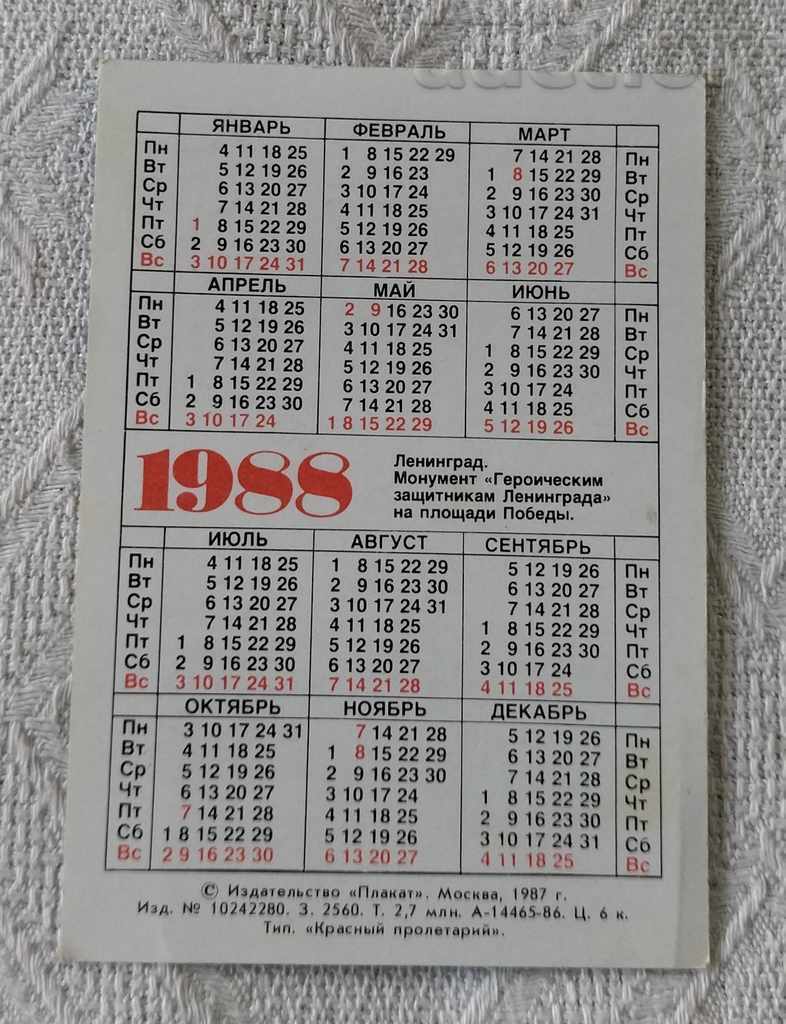 auction
ЯНВАРЬ ФЕВРАЛЬ МАРТ
Пн 4 11 18 25 1 8 15 22 29 7 14 21 28 Пн
Вт 5 12 19 26 2 9 16 23 1 8 15 22 29 Вт
Ср 6 13 20 27 3 10 17 24 2 9 16 23 30 Ср
Чт 7 14 21 28 4 11 18 25 3 10 17 24 31 Чт
Пт 1 8 15 22 29 5 12 19 26 4 11 18 25 Пт
Сб 2 9 16 23 30 6 13 20 27 5 12 19 26 Сб
Вс 3 10 17 24 31 7 14 21 28 6 13 20 27 Вс
АПРЕЛЬ МАЙ ИЮНЬ
Пн 4 11 18 25 2 9 16 23 30 6 13 20 27 Пн
Вт 5 12 19 26 3 10 17 24 31 7 14 21 28 Вт
Ср 6 13 20 27 4 11 18 25 1 8 15 22 29 Ср
Чт 7 14 21 28 5 12 19 26 2 9 16 23 30 Чт
Пт 1 8 15 22 29 6 13 20 27 3 10 17 24 Пт
Сб 2 9 16 23 30 7 14 21 28 4 11 18 25 Сб
Вс 3 10 17 24 1 8 15 22 29 5 12 19 26 Вс
1988
Ленинград.
Монумент «Героическим
защитникам Ленинграда»
на площади Победы.
ИЮЛЬ АВГУСТ СЕНТЯБРЬ
Пн 4 11 18 25 1 8 15 22 29 5 12 19 26 Пн
Вт 5 12 19 26 2 9 16 23 30 6 13 20 27 Вт
Ср 6 13 20 27 3 10 17 24 31 7 14 21 28 Ср
Чт 7 14 21 28 4 11 18 25 1 8 15 22 29 Чт
Пт 1 8 15 22 29 5 12 19 26 2 9 16 23 30 Пт
Сб 2 9 16 23 30 6 13 20 27 3 10 17 24 Сб
Вс 3 10 17 24 31 7 14 21 28 4 11 18 25 Вс
ОКТЯБРЬ НОЯБРЬ ДЕКАБРЬ
Пн 3 10 17 24 31 7 14 21 28 5 12 19 26 Пн
Вт 4 11 18 25 1 8 15 22 29 6 13 20 27 Вт
Ср 5 12 19 26 2 9 16 23 30 7 14 21 28 Ср
Чт 6 13 20 27 3 10 17 24 1 8 15 22 29 Чт
Пт 7 14 21 28 4 11 18 25 2 9 16 23 30 Пт
Сб 1 8 15 22 29 5 12 19 26 3 10 17 24 31 Сб
Вс 2 9 16 23 30 6 13 20 27 4 11 18 25 Вс
© Издательство «Плакат». Москва, 1987 г.
Изд. № 10242280. З. 2560. Т. 2,7 млн. А-14465-86. Ц. 6 к.
Тип. «Красный пролетарий».